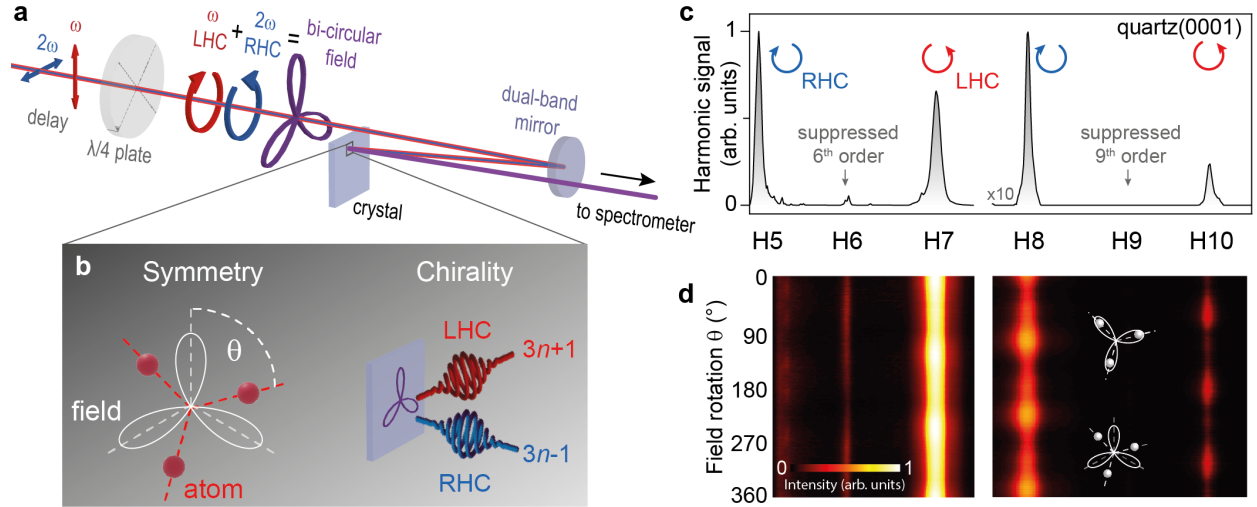 a
ω
2ω
delay
λ/4 plate
ω
LHC
+
2ω
RHC
=
bi-circular
field
dual-band
mirror
crystal
to spectrometer
b
Symmetry
θ
field
atom
Chirality
LHC
3n+1
3n-1
RHC
c
quartz(0001)
Harmonic signal
(arb. units)
1
0
RHC
LHC
suppressed
6th order
suppressed
9th order
x10
H5
H6
H7
H8
H9
H10
d
Field rotation θ (°)
0
90
180
270
360
0
1
Intensity (arb. units)